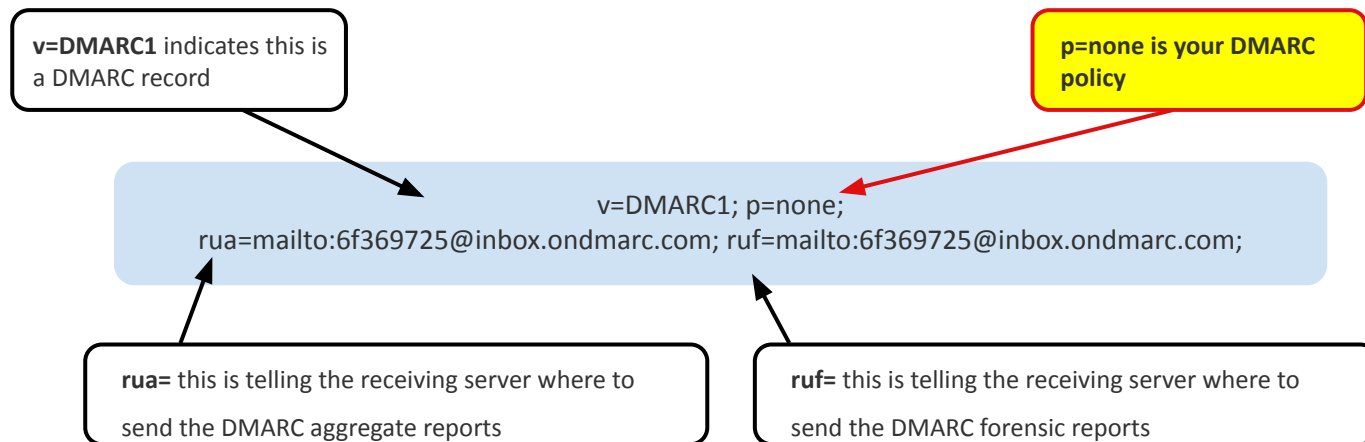 v=DMARC1 indicates this is
a DMARC record
p=none is your DMARC
policy
v=DMARC1; p=none;
rua=mailto:6f369725@inbox.ondmarc.com; ruf=mailto:6f369725@inbox.ondmarc.com;
rua= this is telling the receiving server where to
send the DMARC aggregate reports
ruf= this is telling the receiving server where to
send the DMARC forensic reports